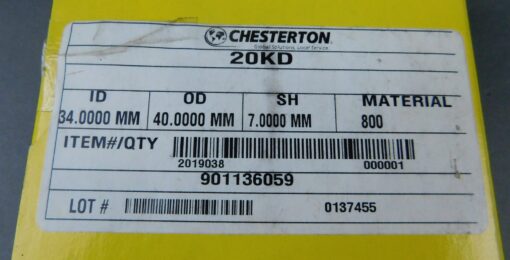 CHESTERTON
Global Solutions, Local Service.
20KD
ID OD SH MATERIAL
34.0000 MM 40.0000 MM 7.0000 MM 800
ITEM#/QTY
2019038 000001
901136059
LOT # 0137455